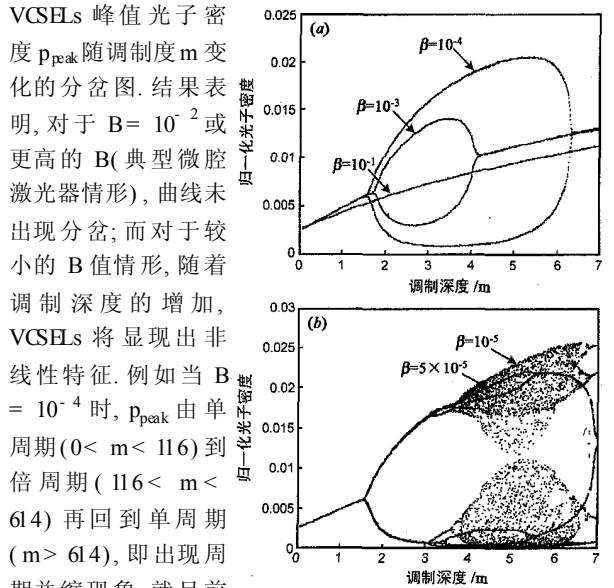 VCSELs 峰值光子密
度 p_peak 随调制度 m 变
化的分岔图. 结果表
明, 对于 B= 10⁻² 或
更高的 B( 典型微腔
激光器情形) , 曲线未
出现分岔; 而对于较
小的 B 值情形, 随着
调制深度的增加,
VCSELs 将显现出非
线性特征. 例如当 B
= 10⁻⁴ 时, p_peak 由单
周期(0< m< 116) 到
倍周期( 116< m<
614) 再回到单周期
( m> 614), 即出现周
(a)
β=10⁻⁴
β=10⁻³
β=10⁻¹
归一化光子密度
0.025
0.02
0.015
0.01
0.005
0
0 1 2 3 4 5 6 7
调制深度 /m
(b)
β=10⁻⁵
β=5×10⁻⁵
归一化光子密度
0.03
0.025
0.02
0.015
0.01
0.005
0
0 1 2 3 4 5 6 7
调制深度 /m